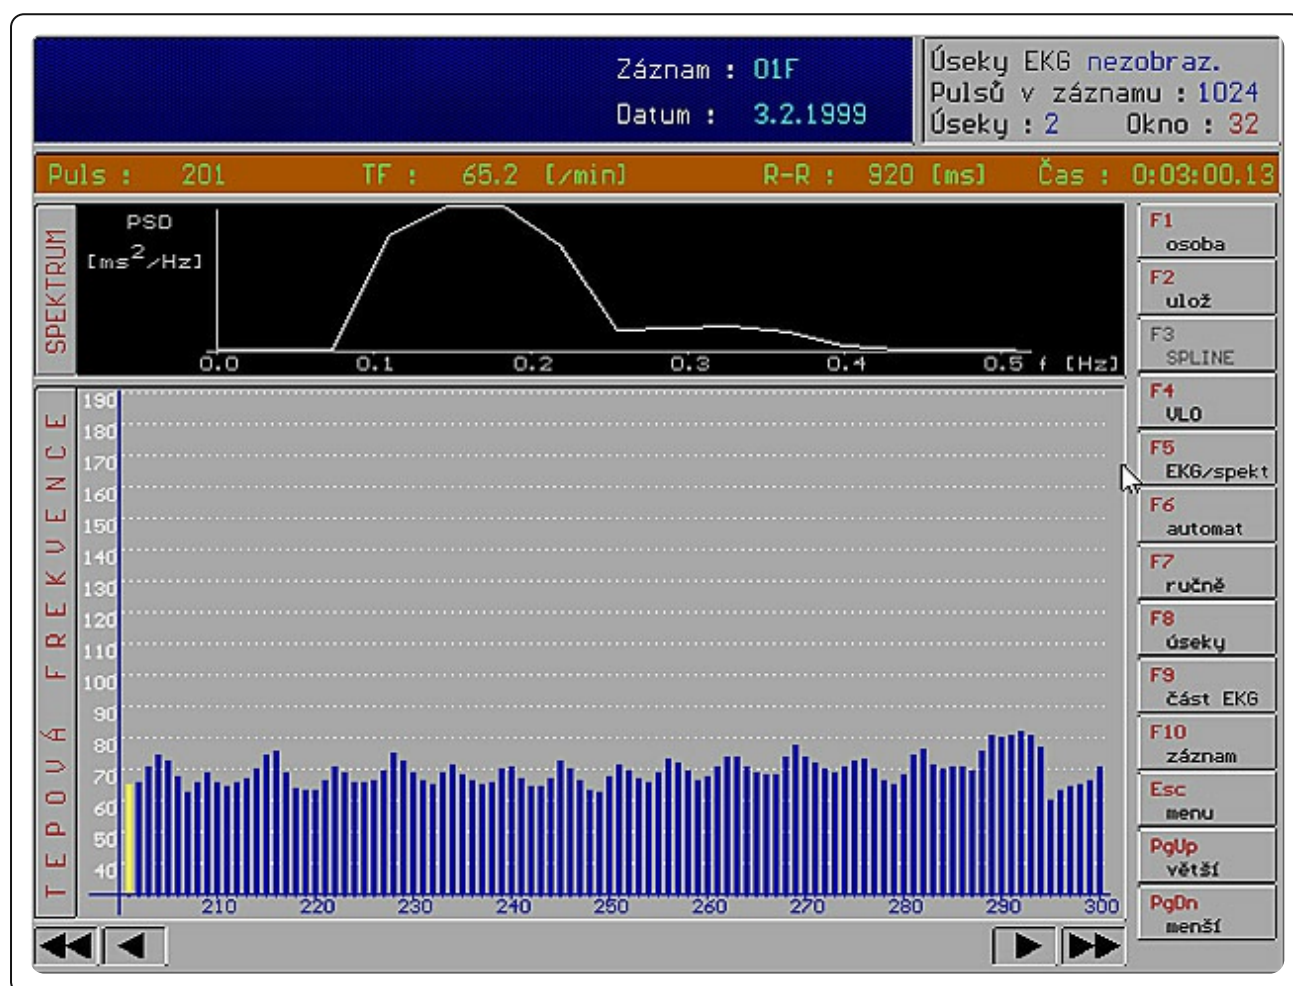 Záznam : 01F
Datum : 3.2.1999
Úseky EKG nezobraz.
Pulsů v záznamu : 1024
Úseky : 2 Okno : 32
Puls : 201 TF : 65.2 [/min] R-R : 920 [ms] Čas : 0:03:00.13
SPEKTRUM
PSD
[ms²/Hz]
0.0 0.1 0.2 0.3 0.4 0.5 f [Hz]
TEPOVÁ FREKVENCE
190
180
170
160
150
140
130
120
110
100
90
80
70
60
50
40
210 220 230 240 250 260 270 280 290 300
F1
osoba
F2
ulož
F3
SPLINE
F4
VLO
F5
EKG/spekt
F6
automat
F7
ručně
F8
úseky
F9
část EKG
F10
záznam
Esc
menu
PgUp
větší
PgDn
menší